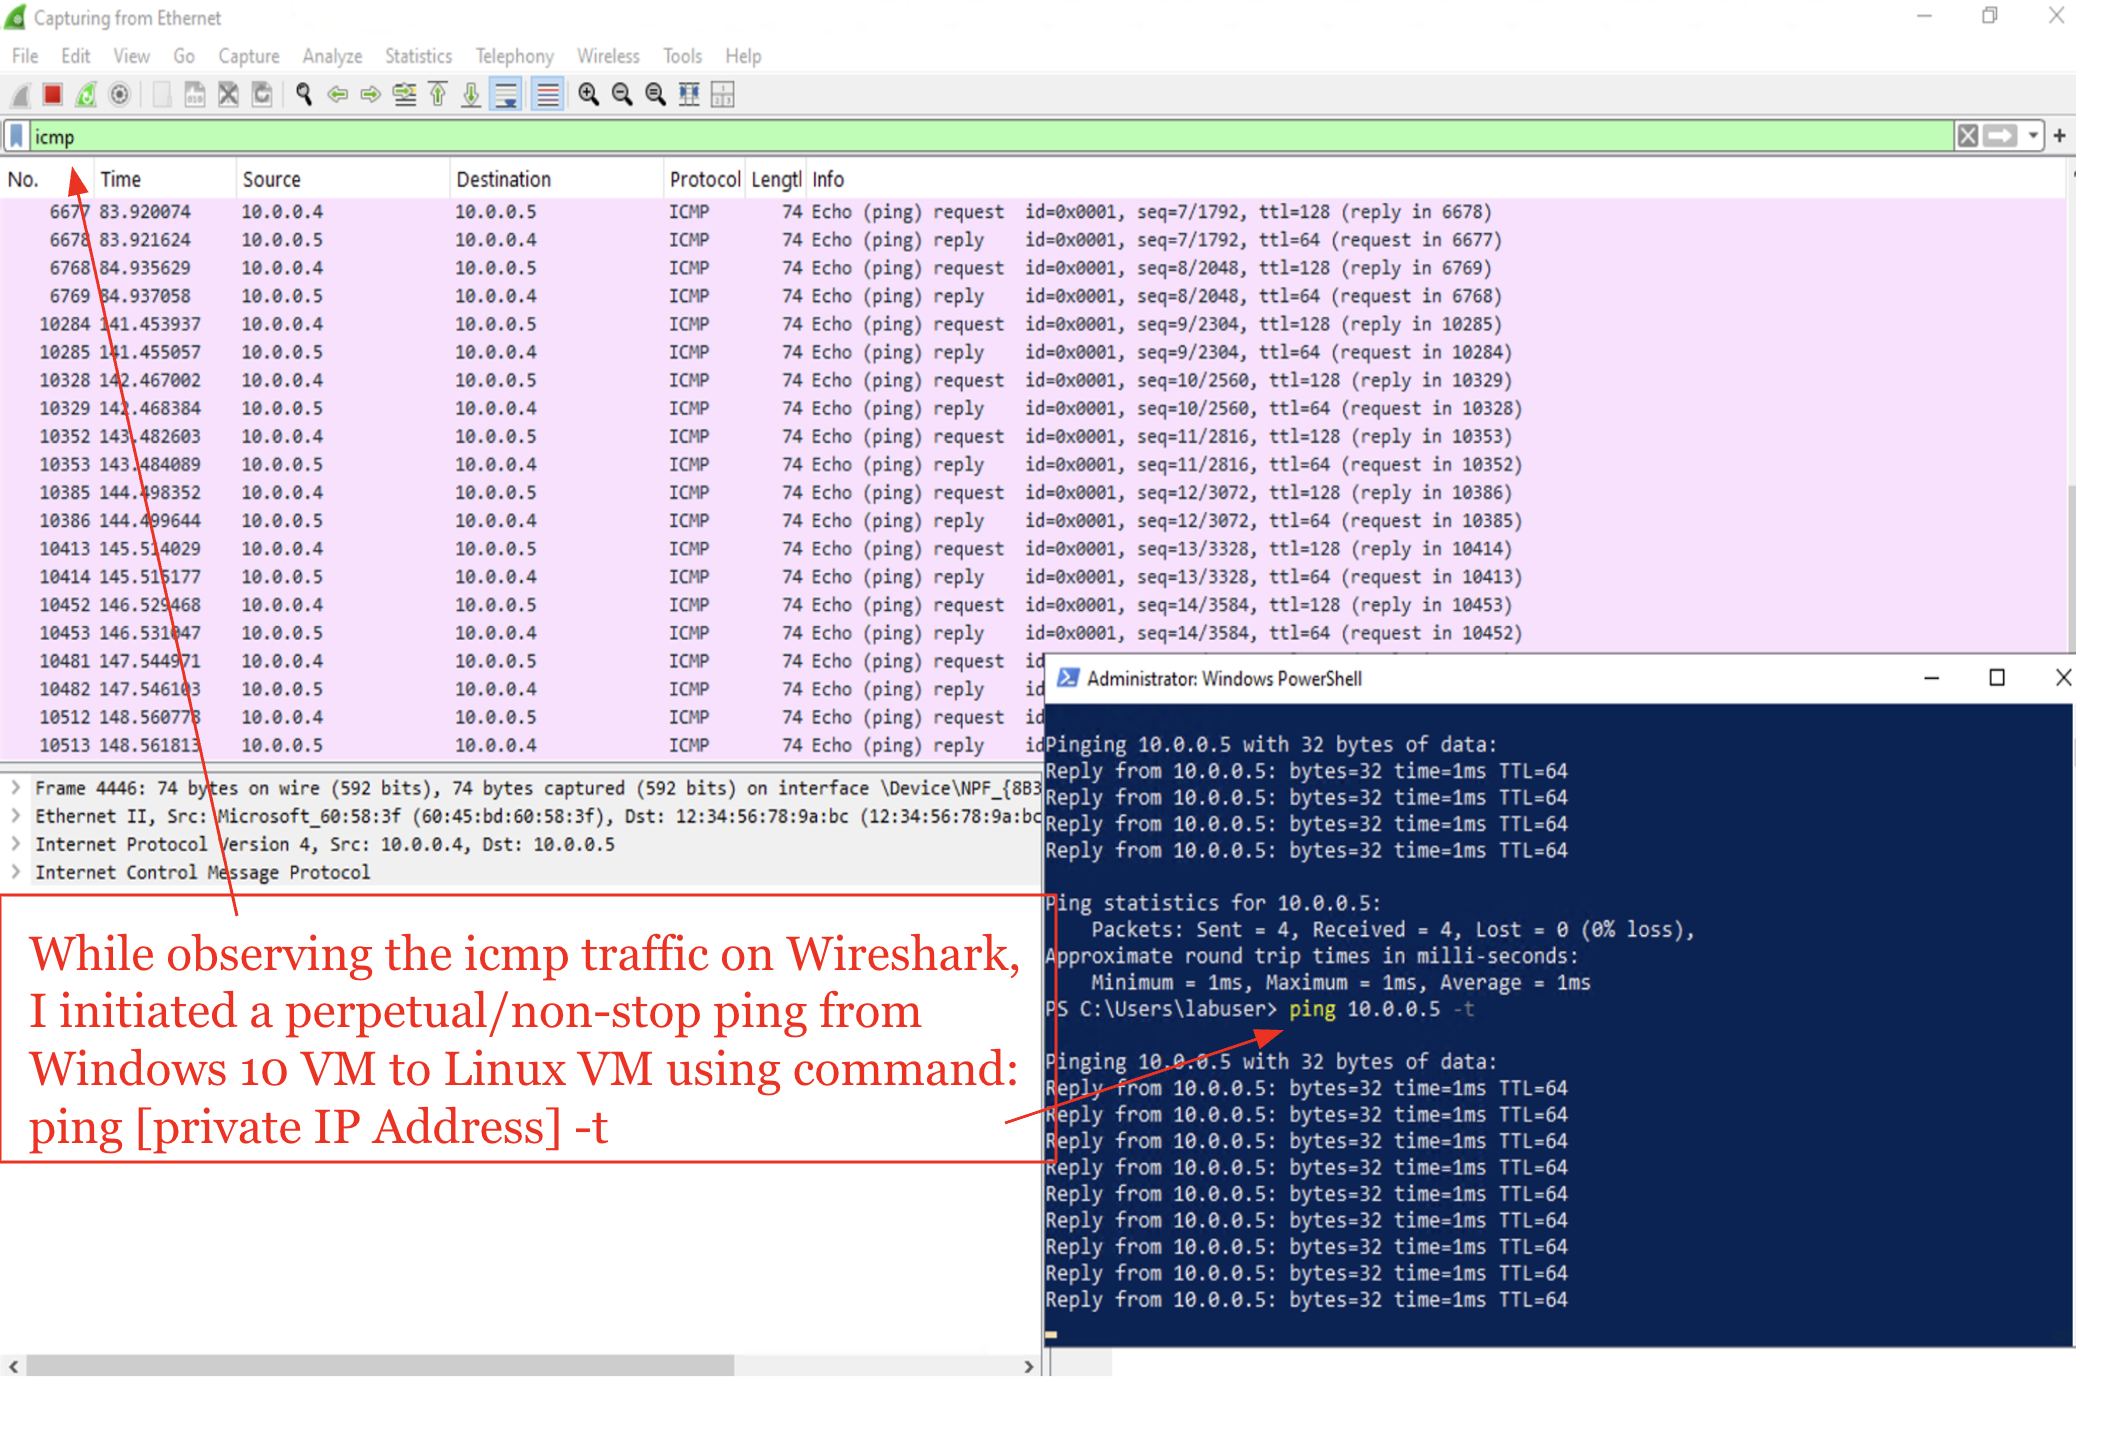 Capturing from Ethernet
File Edit View Go Capture Analyze Statistics Telephony Wireless Tools Help
icmp
No. Time Source Destination Protocol Lengtl Info
6677 83.920074 10.0.0.4 10.0.0.5 ICMP 74 Echo (ping) request id=0x0001, seq=7/1792, ttl=128 (reply in 6678)
6678 83.921624 10.0.0.5 10.0.0.4 ICMP 74 Echo (ping) reply id=0x0001, seq=7/1792, ttl=64 (request in 6677)
6768 84.935629 10.0.0.4 10.0.0.5 ICMP 74 Echo (ping) request id=0x0001, seq=8/2048, ttl=128 (reply in 6769)
6769 84.937058 10.0.0.5 10.0.0.4 ICMP 74 Echo (ping) reply id=0x0001, seq=8/2048, ttl=64 (request in 6768)
10284 141.453937 10.0.0.4 10.0.0.5 ICMP 74 Echo (ping) request id=0x0001, seq=9/2304, ttl=128 (reply in 10285)
10285 141.455057 10.0.0.5 10.0.0.4 ICMP 74 Echo (ping) reply id=0x0001, seq=9/2304, ttl=64 (request in 10284)
10328 142.467002 10.0.0.4 10.0.0.5 ICMP 74 Echo (ping) request id=0x0001, seq=10/2560, ttl=128 (reply in 10329)
10329 142.468384 10.0.0.5 10.0.0.4 ICMP 74 Echo (ping) reply id=0x0001, seq=10/2560, ttl=64 (request in 10328)
10352 143.482603 10.0.0.4 10.0.0.5 ICMP 74 Echo (ping) request id=0x0001, seq=11/2816, ttl=128 (reply in 10353)
10353 143.484089 10.0.0.5 10.0.0.4 ICMP 74 Echo (ping) reply id=0x0001, seq=11/2816, ttl=64 (request in 10352)
10385 144.498352 10.0.0.4 10.0.0.5 ICMP 74 Echo (ping) request id=0x0001, seq=12/3072, ttl=128 (reply in 10386)
10386 144.499644 10.0.0.5 10.0.0.4 ICMP 74 Echo (ping) reply id=0x0001, seq=12/3072, ttl=64 (request in 10385)
10413 145.514029 10.0.0.4 10.0.0.5 ICMP 74 Echo (ping) request id=0x0001, seq=13/3328, ttl=128 (reply in 10414)
10414 145.515177 10.0.0.5 10.0.0.4 ICMP 74 Echo (ping) reply id=0x0001, seq=13/3328, ttl=64 (request in 10413)
10452 146.529468 10.0.0.4 10.0.0.5 ICMP 74 Echo (ping) request id=0x0001, seq=14/3584, ttl=128 (reply in 10453)
10453 146.531047 10.0.0.5 10.0.0.4 ICMP 74 Echo (ping) reply id=0x0001, seq=14/3584, ttl=64 (request in 10452)
10481 147.544971 10.0.0.4 10.0.0.5 ICMP 74 Echo (ping) request id
10482 147.546103 10.0.0.5 10.0.0.4 ICMP 74 Echo (ping) reply id
10512 148.560778 10.0.0.4 10.0.0.5 ICMP 74 Echo (ping) request id
10513 148.561813 10.0.0.5 10.0.0.4 ICMP 74 Echo (ping) reply id
Frame 4446: 74 bytes on wire (592 bits), 74 bytes captured (592 bits) on interface \Device\NPF_{8B3
Ethernet II, Src: Microsoft_60:58:3f (60:45:bd:60:58:3f), Dst: 12:34:56:78:9a:bc (12:34:56:78:9a:bc
Internet Protocol Version 4, Src: 10.0.0.4, Dst: 10.0.0.5
Internet Control Message Protocol
While observing the icmp traffic on Wireshark,
I initiated a perpetual/non-stop ping from
Windows 10 VM to Linux VM using command:
ping [private IP Address] -t
Administrator: Windows PowerShell
Pinging 10.0.0.5 with 32 bytes of data:
Reply from 10.0.0.5: bytes=32 time=1ms TTL=64
Reply from 10.0.0.5: bytes=32 time=1ms TTL=64
Reply from 10.0.0.5: bytes=32 time=1ms TTL=64
Reply from 10.0.0.5: bytes=32 time=1ms TTL=64
Ping statistics for 10.0.0.5:
Packets: Sent = 4, Received = 4, Lost = 0 (0% loss),
Approximate round trip times in milli-seconds:
Minimum = 1ms, Maximum = 1ms, Average = 1ms
PS C:\Users\labuser> ping 10.0.0.5 -t
Pinging 10.0.0.5 with 32 bytes of data:
Reply from 10.0.0.5: bytes=32 time=1ms TTL=64
Reply from 10.0.0.5: bytes=32 time=1ms TTL=64
Reply from 10.0.0.5: bytes=32 time=1ms TTL=64
Reply from 10.0.0.5: bytes=32 time=1ms TTL=64
Reply from 10.0.0.5: bytes=32 time=1ms TTL=64
Reply from 10.0.0.5: bytes=32 time=1ms TTL=64
Reply from 10.0.0.5: bytes=32 time=1ms TTL=64
Reply from 10.0.0.5: bytes=32 time=1ms TTL=64
Reply from 10.0.0.5: bytes=32 time=1ms TTL=64